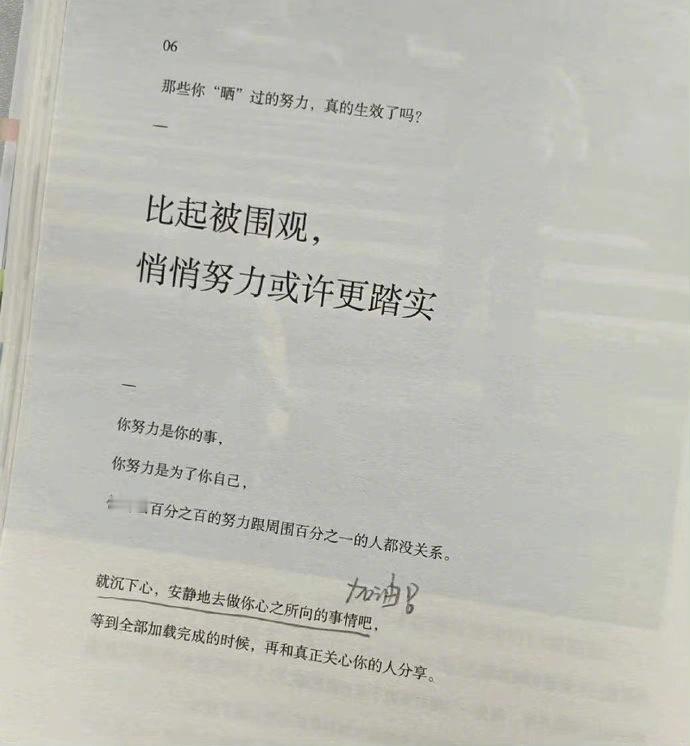 06
那些你“晒”过的努力，真的生效了吗？
比起被围观，
悄悄努力或许更踏实
你努力是你的事，
你努力是为了你自己，
百分之百的努力跟周围百分之一的人都没关系。
加油！
就沉下心，安静地去做你心之所向的事情吧，
等到全部加载完成的时候，再和真正关心你的人分享。